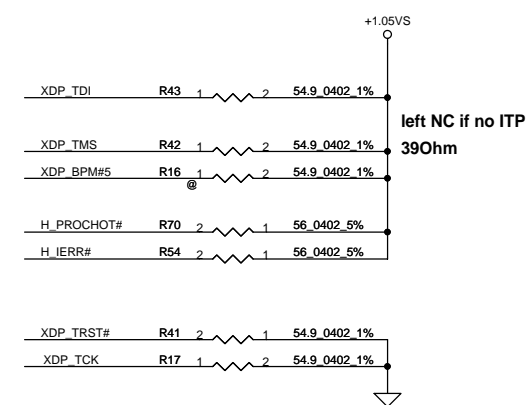 +1.05VS
XDP_TDI R43 1 2 54.9_0402_1%
left NC if no ITP
XDP_TMS R42 1 2 54.9_0402_1% 39Ohm
XDP_BPM#5 R16 1 2 54.9_0402_1%
@
H_PROCHOT# R70 2 1 56_0402_5%
H_IERR# R54 2 1 56_0402_5%
XDP_TRST# R41 2 1 54.9_0402_1%
XDP_TCK R17 1 2 54.9_0402_1%